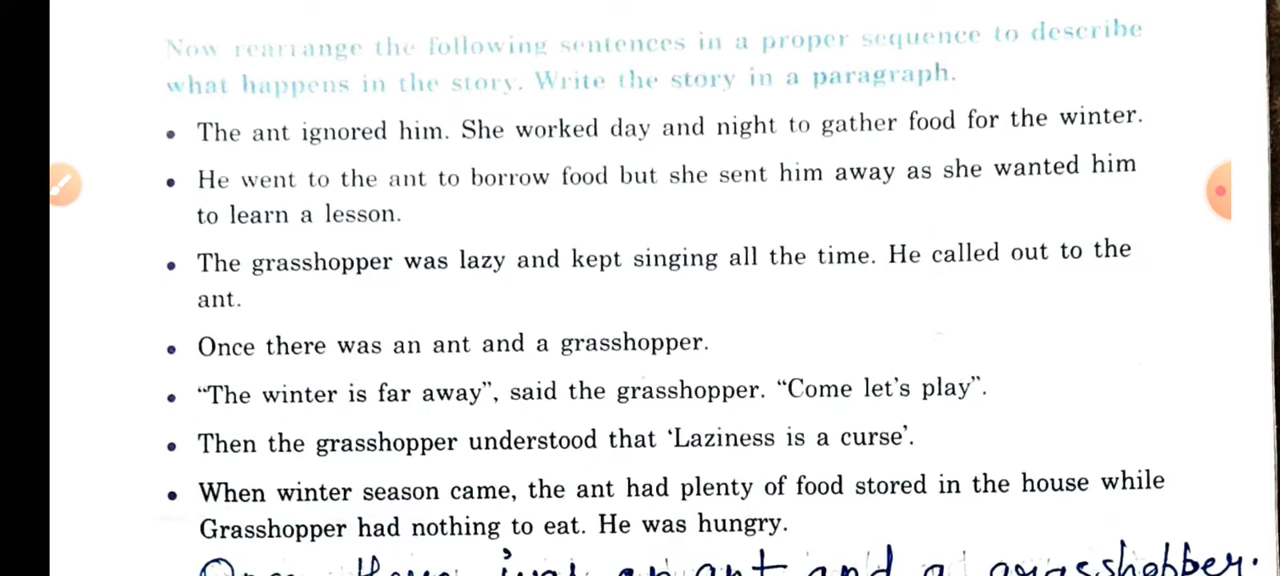 Now rearrange the following sentences in a proper sequence to describe
what happens in the story. Write the story in a paragraph.
• The ant ignored him. She worked day and night to gather food for the winter.
• He went to the ant to borrow food but she sent him away as she wanted him
to learn a lesson.
• The grasshopper was lazy and kept singing all the time. He called out to the
ant.
• Once there was an ant and a grasshopper.
• “The winter is far away”, said the grasshopper. “Come let's play”.
• Then the grasshopper understood that ‘Laziness is a curse’.
• When winter season came, the ant had plenty of food stored in the house while
Grasshopper had nothing to eat. He was hungry.
Once there was an ant and a grasshopper.